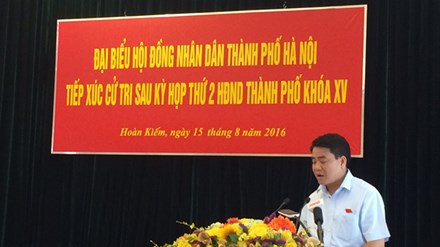 ĐẠI BIỂU HỘI ĐỒNG NHÂN DÂN THÀNH PHỐ HÀ NỘI
TIẾP XÚC CỬ TRI SAU KỲ HỌP THỨ 2 HĐND THÀNH PHỐ KHÓA XV
Hoàn Kiếm, ngày 15 tháng 8 năm 2016